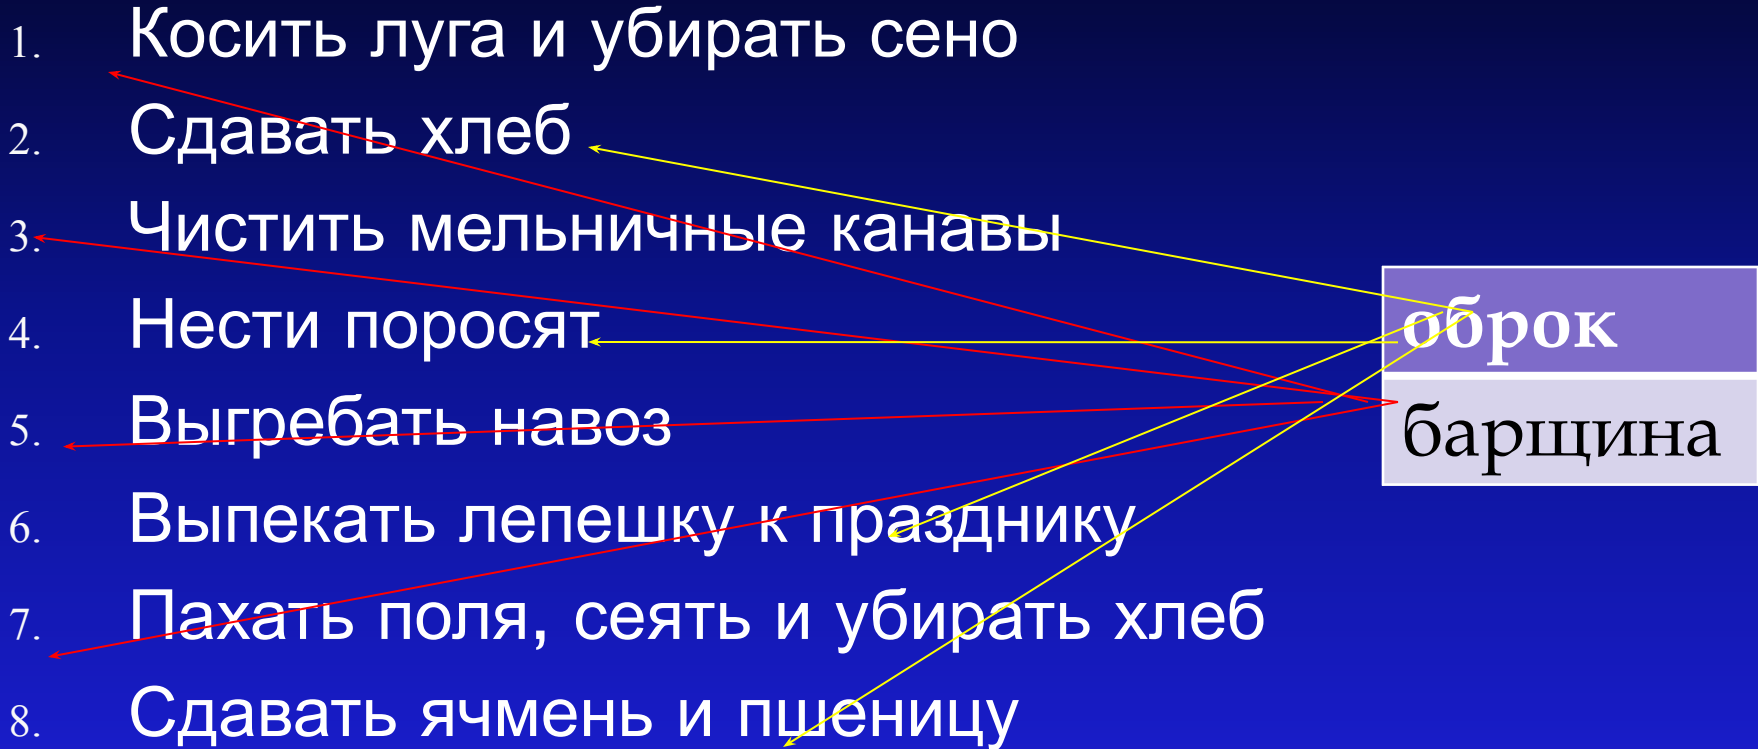 1. Косить луга и убирать сено
2. Сдавать хлеб
3. Чистить мельничные канавы
4. Нести поросят
5. Выгребать навоз
6. Выпекать лепешку к празднику
7. Пахать поля, сеять и убирать хлеб
8. Сдавать ячмень и пшеницу
оброк
барщина